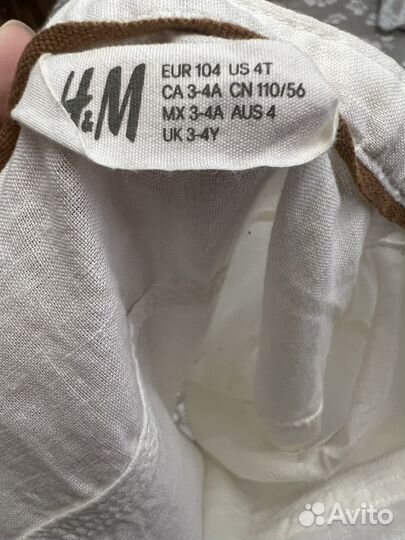 H&M
EUR 104 US 4T
CA 3-4A CN 110/56
MX 3-4A AUS 4
UK 3-4Y
Avito